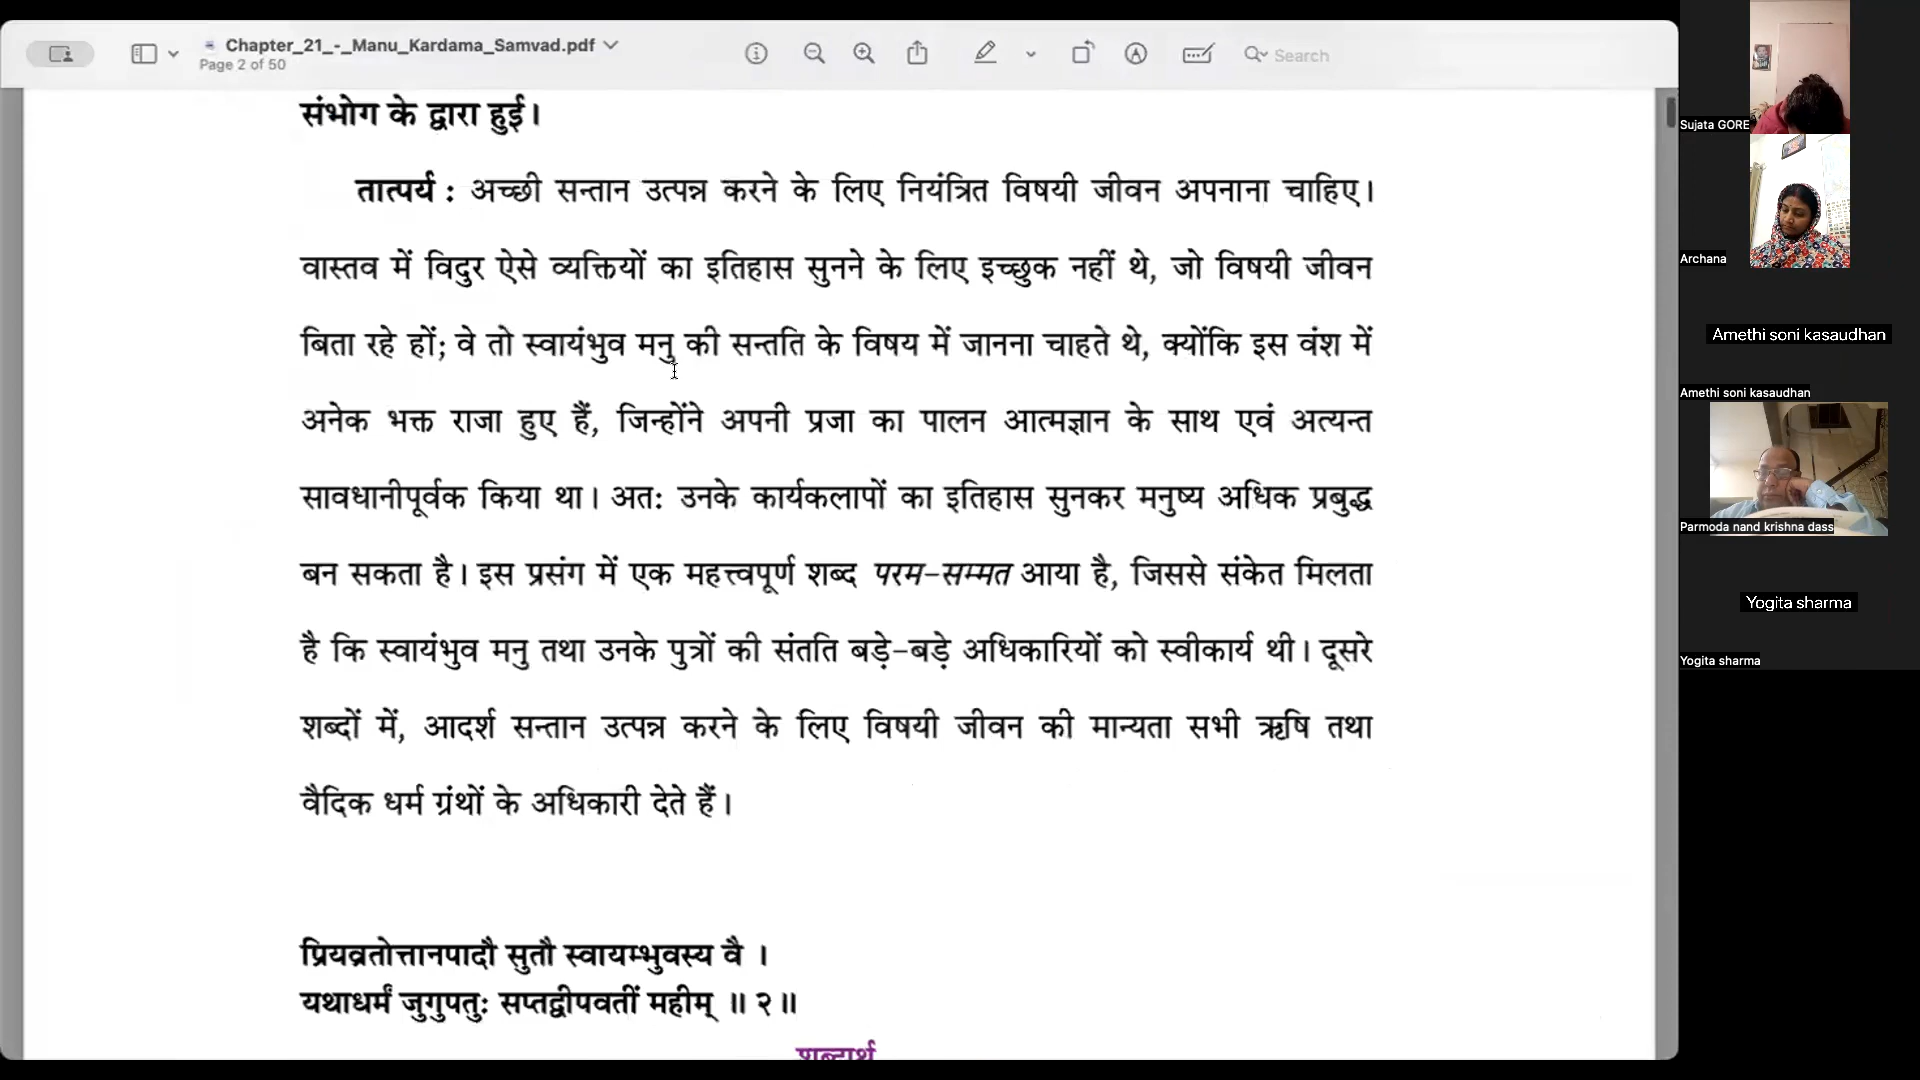 Chapter_21_-_Manu_Kardama_Samvad.pdf
Page 2 of 50
Search
संभोग के द्वारा हुई।
तात्पर्य : अच्छी सन्तान उत्पन्न करने के लिए नियंत्रित विषयी जीवन अपनाना चाहिए।
वास्तव में विदुर ऐसे व्यक्तियों का इतिहास सुनने के लिए इच्छुक नहीं थे, जो विषयी जीवन
बिता रहे हों; वे तो स्वायंभुव मनु की सन्तति के विषय में जानना चाहते थे, क्योंकि इस वंश में
अनेक भक्त राजा हुए हैं, जिन्होंने अपनी प्रजा का पालन आत्मज्ञान के साथ एवं अत्यन्त
सावधानीपूर्वक किया था। अतः उनके कार्यकलापों का इतिहास सुनकर मनुष्य अधिक प्रबुद्ध
बन सकता है। इस प्रसंग में एक महत्त्वपूर्ण शब्द परम-सम्मत आया है, जिससे संकेत मिलता
है कि स्वायंभुव मनु तथा उनके पुत्रों की संतति बड़े-बड़े अधिकारियों को स्वीकार्य थी। दूसरे
शब्दों में, आदर्श सन्तान उत्पन्न करने के लिए विषयी जीवन की मान्यता सभी ऋषि तथा
वैदिक धर्म ग्रंथों के अधिकारी देते हैं।
प्रियव्रतोत्तानपादौ सुतौ स्वायम्भुवस्य वै ।
यथाधर्मं जुगुपतुः सप्तद्वीपवतीं महीम् ॥ २॥
शब्दार्थ
Sujata GORE
Archana
Amethi soni kasaudhan
Amethi soni kasaudhan
Parmoda nand krishna dass
Yogita sharma
Yogita sharma